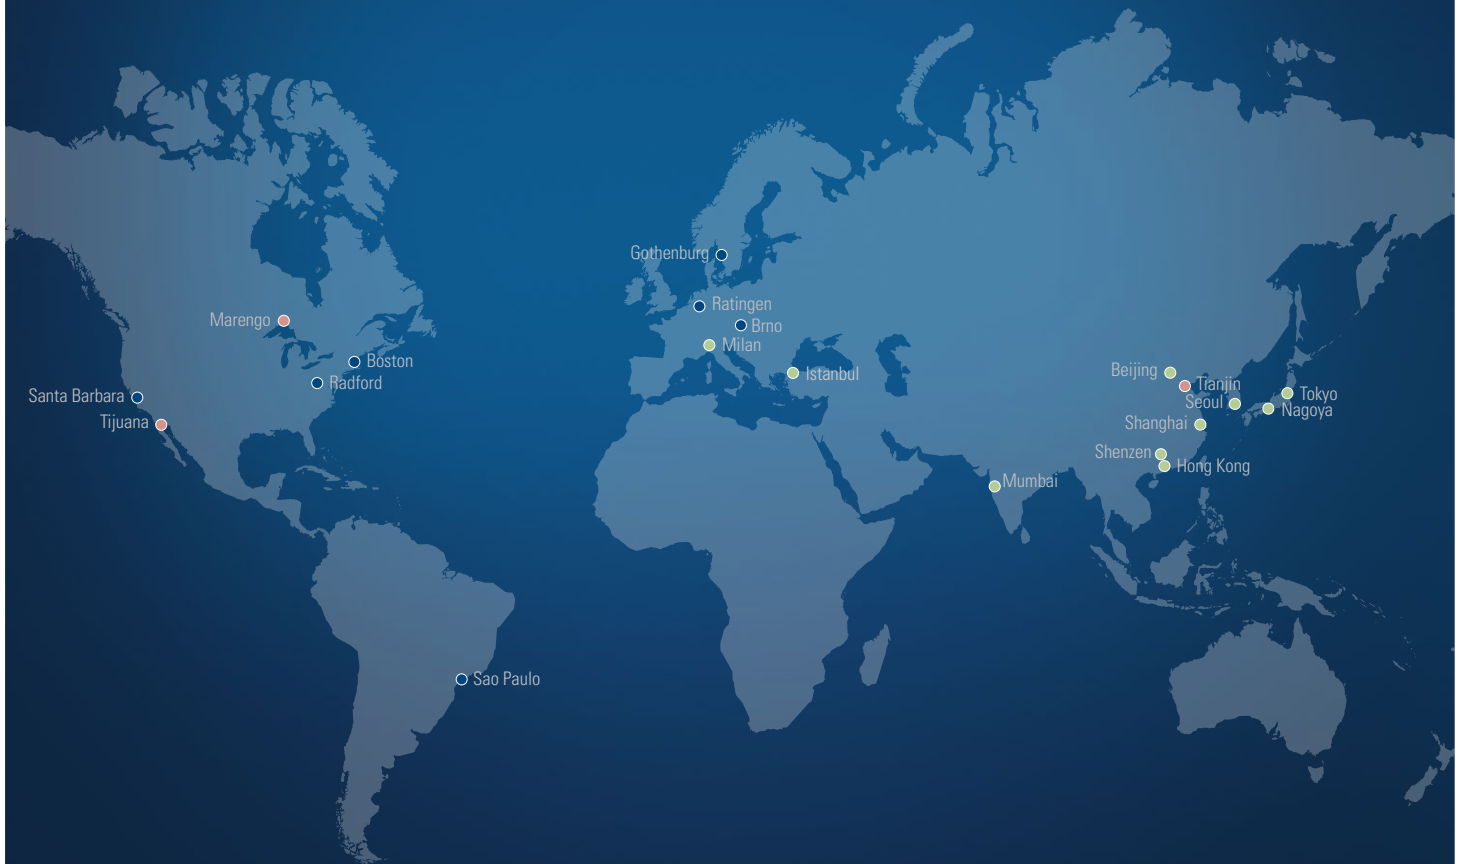 Gothenburg
Ratingen
Marengo
Brno
Milan
Boston
Istanbul
Beijing
Radford
Tianjin
Santa Barbara
Tokyo
Seoul
Nagoya
Tijuana
Shanghai
Shenzen
Hong Kong
Mumbai
Sao Paulo